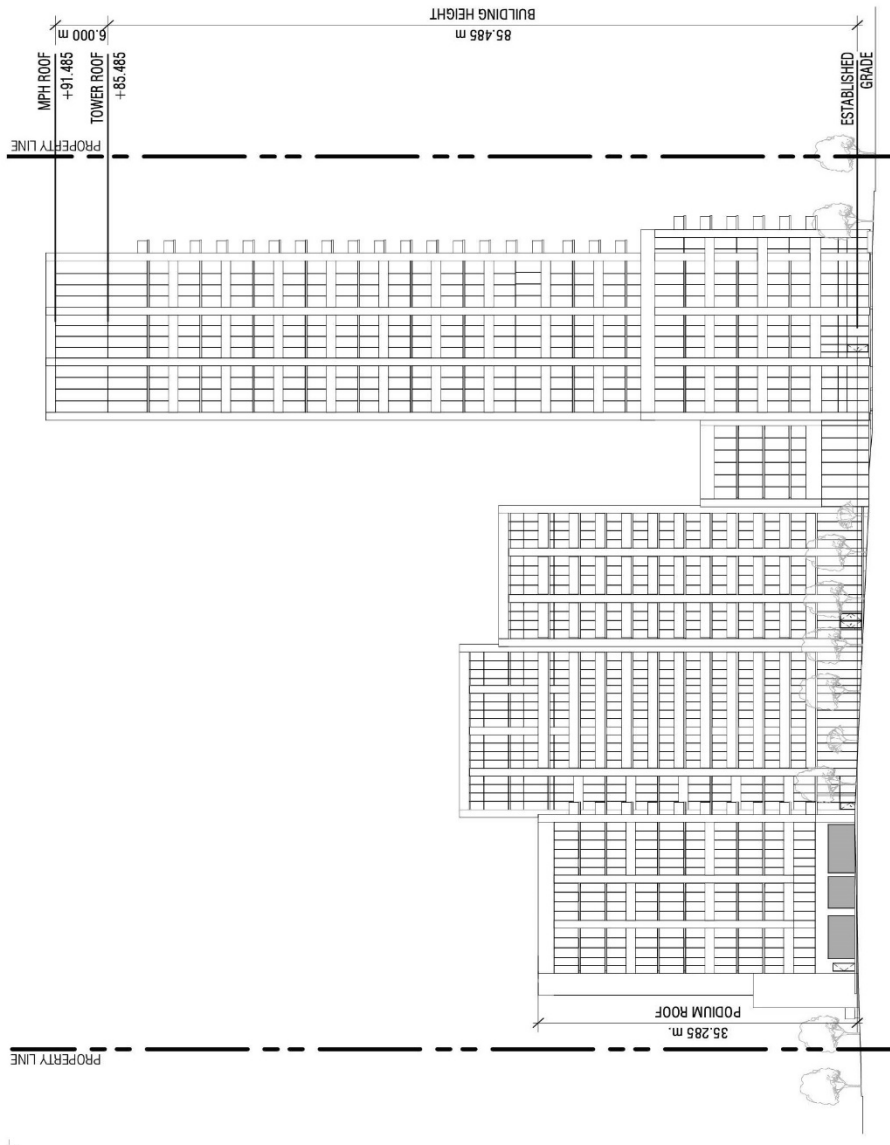 BUILDING HEIGHT
6.000 m
85.485 m
MPH ROOF
+91.485
TOWER ROOF
+85.485
ESTABLISHED
GRADE
PROPERTY LINE
PODIUM ROOF
35.285 m.
PROPERTY LINE